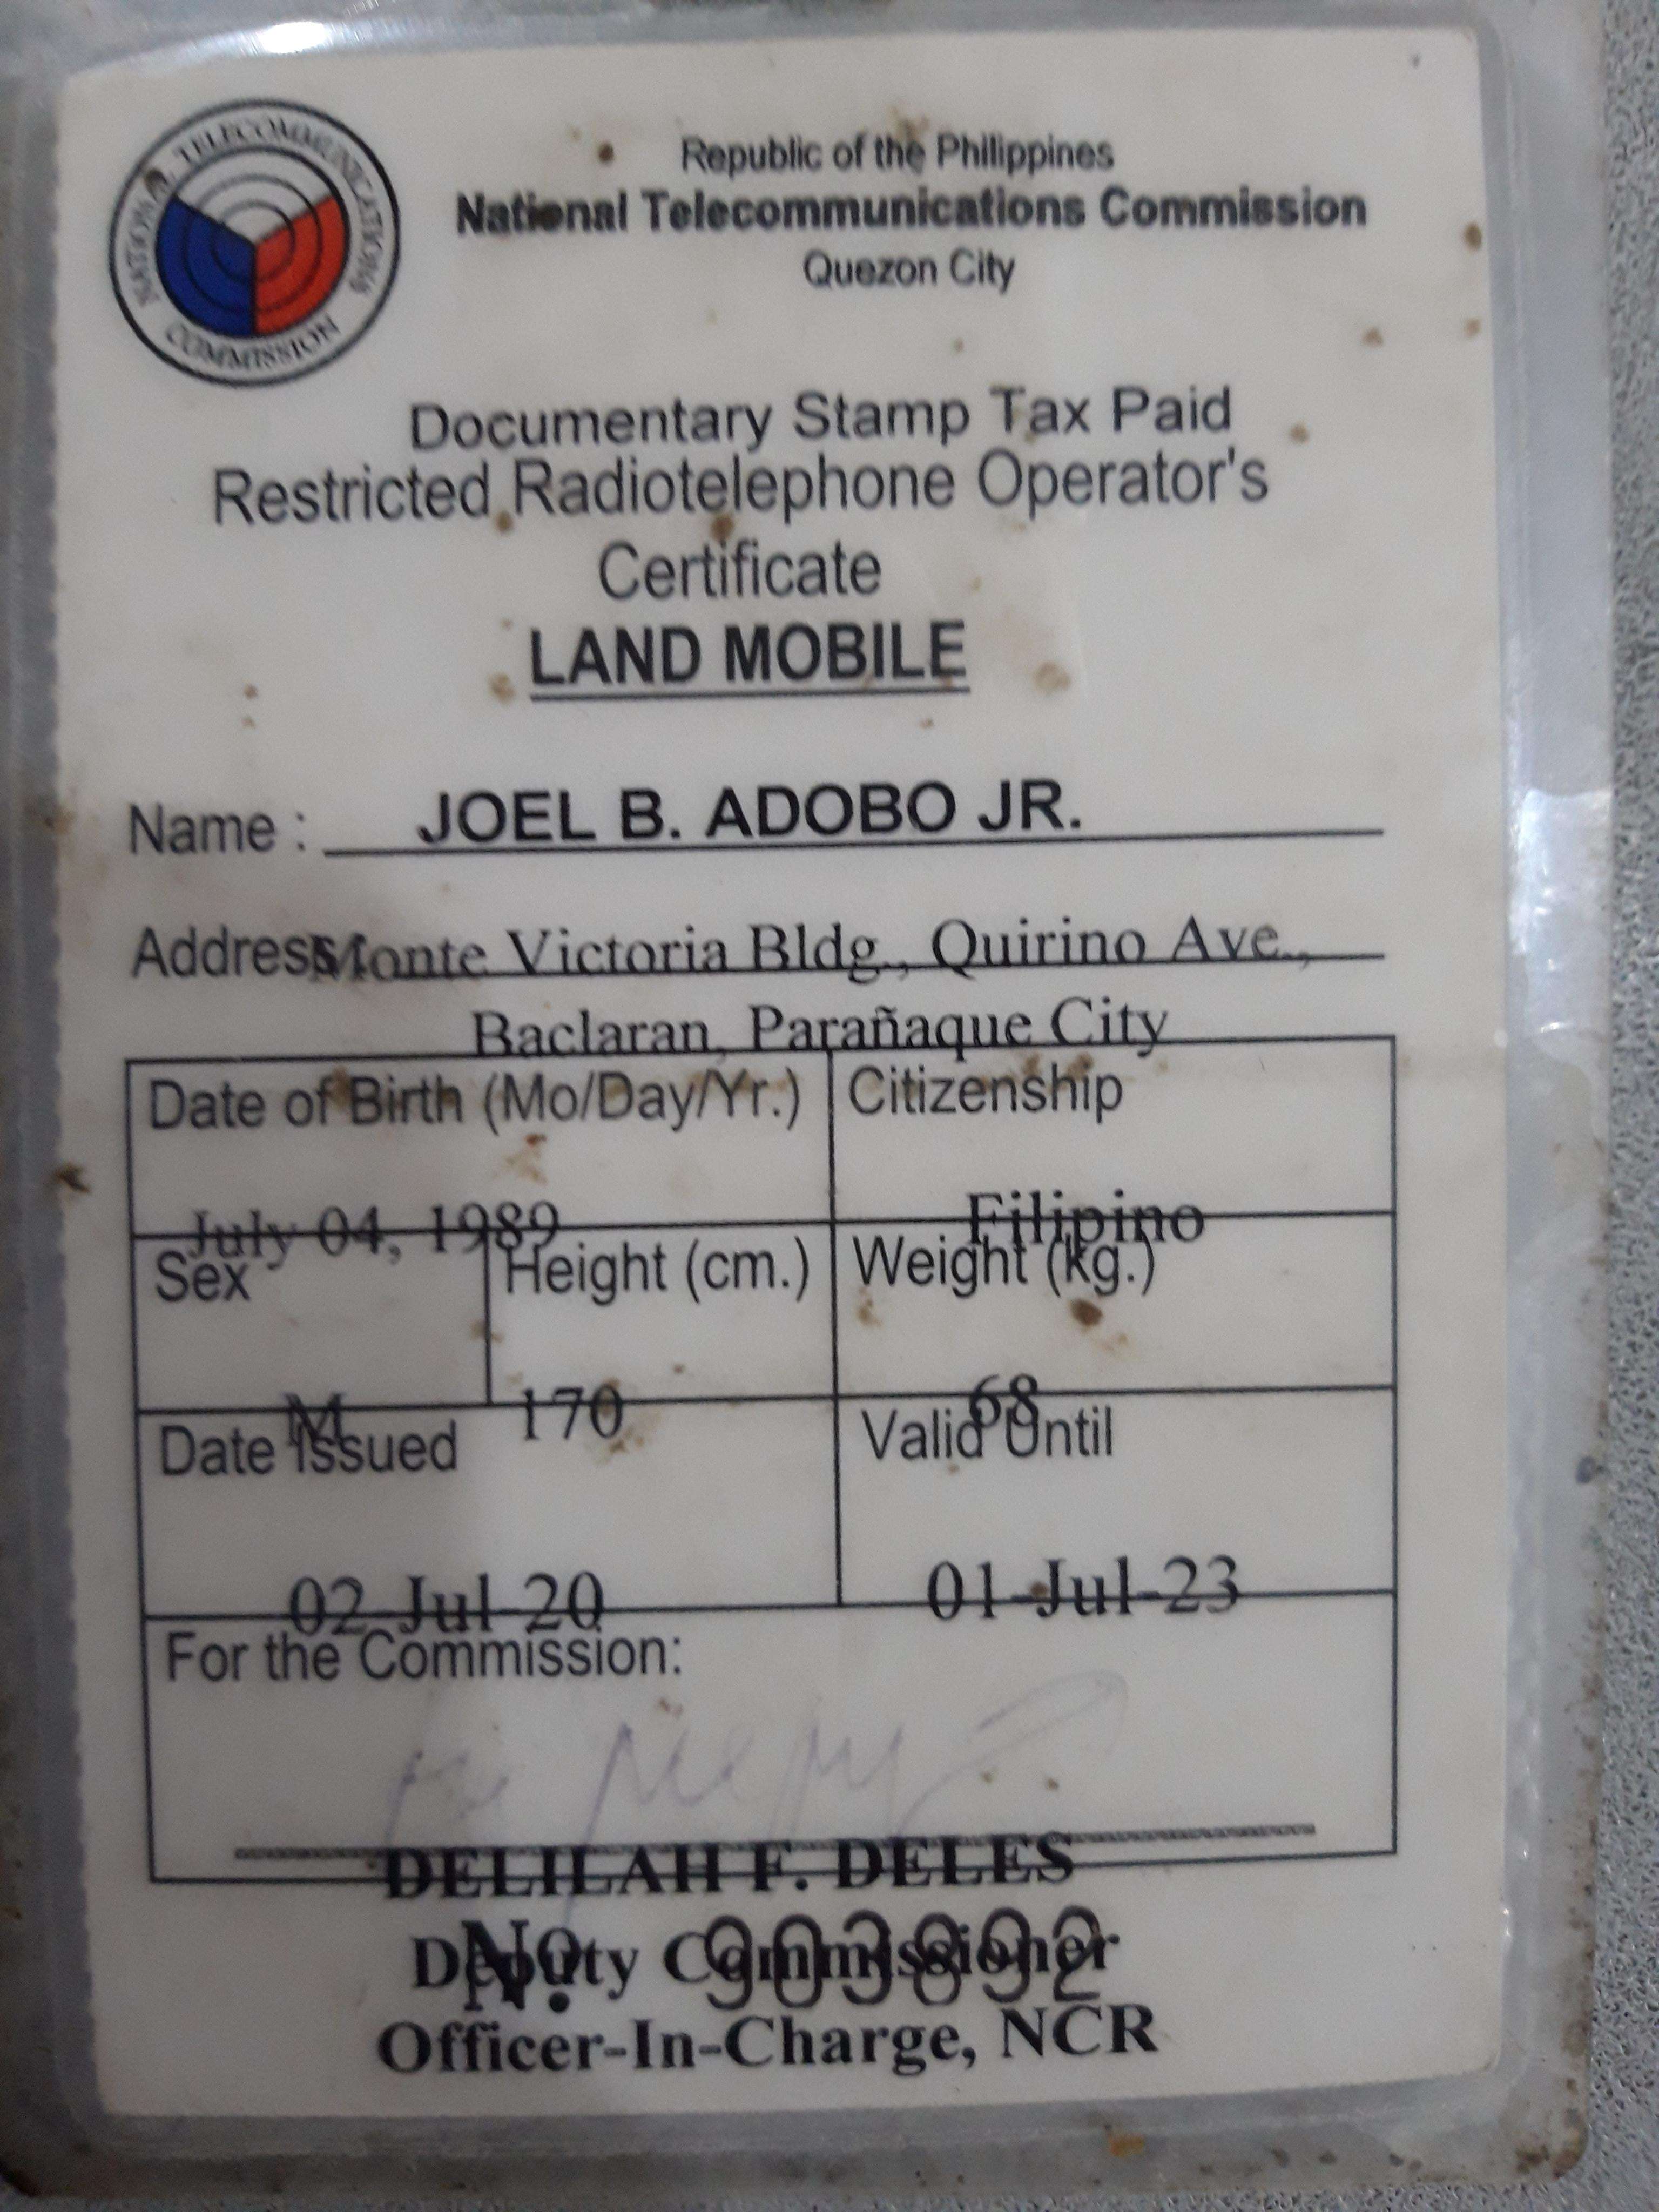 NATIONAL TELECOMMUNICATIONS COMMISSION
Republic of the Philippines
National Telecommunications Commission
Quezon City
Documentary Stamp Tax Paid
Restricted Radiotelephone Operator's
Certificate
LAND MOBILE
Name : JOEL B. ADOBO JR.
Address Monte Victoria Bldg., Quirino Ave.,
Baclaran, Parañaque City
Date of Birth (Mo/Day/Yr.) Citizenship
July 04, 1989 Filipino
Sex Height (cm.) Weight (kg.)
M 170 68
Date Issued Valid Until
02-Jul-20 01-Jul-23
For the Commission:
DELILAH F. DELES
Deputy Commissioner
No. 903892
Officer-In-Charge, NCR